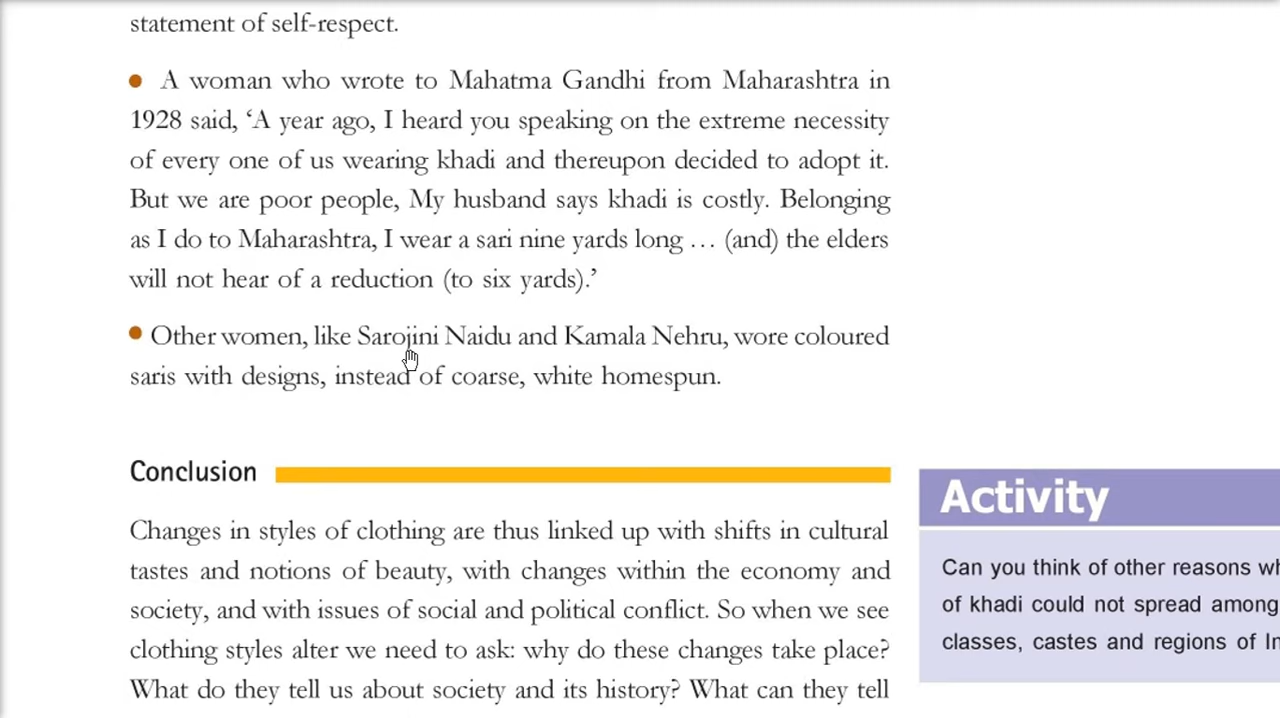 statement of self-respect.
• A woman who wrote to Mahatma Gandhi from Maharashtra in
1928 said, ‘A year ago, I heard you speaking on the extreme necessity
of every one of us wearing khadi and thereupon decided to adopt it.
But we are poor people, My husband says khadi is costly. Belonging
as I do to Maharashtra, I wear a sari nine yards long … (and) the elders
will not hear of a reduction (to six yards).’
• Other women, like Sarojini Naidu and Kamala Nehru, wore coloured
saris with designs, instead of coarse, white homespun.
Conclusion
Changes in styles of clothing are thus linked up with shifts in cultural
tastes and notions of beauty, with changes within the economy and
society, and with issues of social and political conflict. So when we see
clothing styles alter we need to ask: why do these changes take place?
What do they tell us about society and its history? What can they tell
Activity
Can you think of other reasons
of khadi could not spread among
classes, castes and regions of